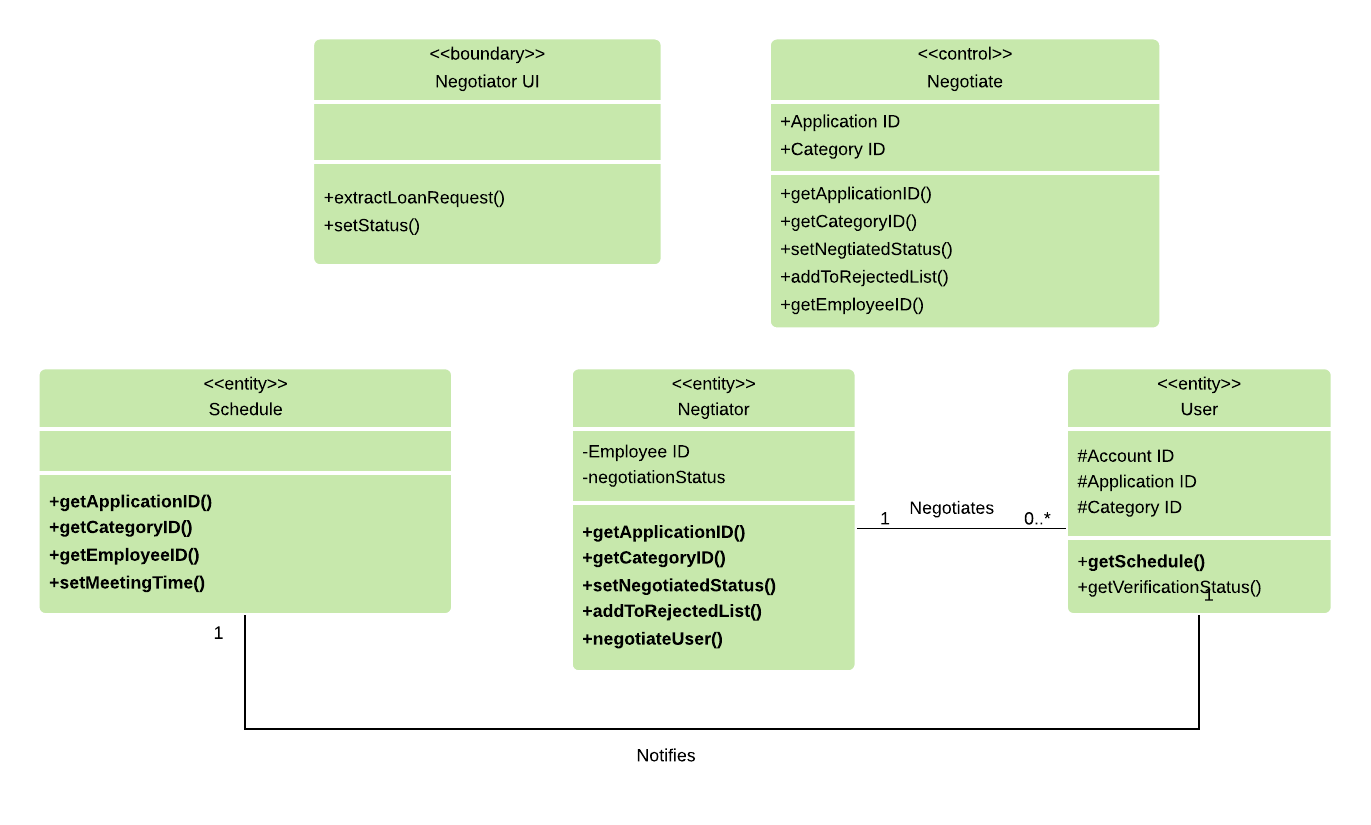 <<boundary>>
Negotiator UI
+extractLoanRequest()
+setStatus()
<<control>>
Negotiate
+Application ID
+Category ID
+getApplicationID()
+getCategoryID()
+setNegtiatedStatus()
+addToRejectedList()
+getEmployeeID()
<<entity>>
Schedule
+getApplicationID()
+getCategoryID()
+getEmployeeID()
+setMeetingTime()
<<entity>>
Negtiator
-Employee ID
-negotiationStatus
+getApplicationID()
+getCategoryID()
+setNegotiatedStatus()
+addToRejectedList()
+negotiateUser()
1
Negotiates
0..*
<<entity>>
User
#Account ID
#Application ID
#Category ID
+getSchedule()
+getVerificationStatus()
1
1
Notifies